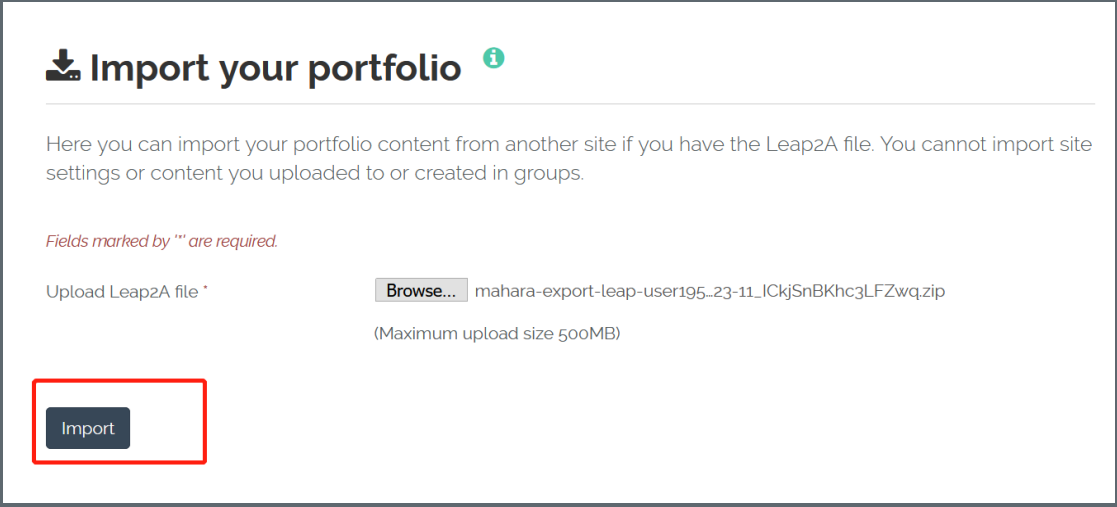 Import your portfolio
Here you can import your portfolio content from another site if you have the Leap2A file. You cannot import site
settings or content you uploaded to or created in groups.
Fields marked by '*' are required.
Upload Leap2A file *
Browse... mahara-export-leap-user195...23-11_ICkjSnBKhc3LFZwq.zip
(Maximum upload size 500MB)
Import